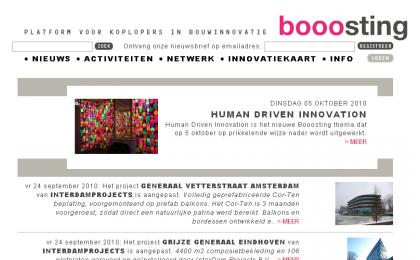 PLATFORM VOOR KOPLOPERS IN BOUWINNOVATIE booosting
ZOEK Ontvang onze nieuwsbrief op emailadres: REGISTREER
• NIEUWS • ACTIVITEITEN • NETWERK • INNOVATIEKAART • INFO LOGIN
DINSDAG 05 OKTOBER 2010
HUMAN DRIVEN INNOVATION
Human Driven Innovation is het nieuwe Booosting thema dat
op 5 oktober op prikkelende wijze nader wordt uitgewerkt.
> MEER
vr 24 september 2010: Het project GENERAAL VETTERSTRAAT AMSTERDAM
van INTERDAMPROJECTS is aangepast. Volledig geprefabriceerde Cor-Ten
beplating, voorgemonteerd op prefab balkons. Het Cor-Ten is 3 maanden
voorgeroest, zodat direct een natuurlijke patina werd bereikt. Balkons en
bordessen ontwikkeld e... > MEER
vr 24 september 2010: Het project GRIJZE GENERAAL EINDHOVEN van
INTERDAMPROJECTS is aangepast. 4400 m2 composietbekleding en 106